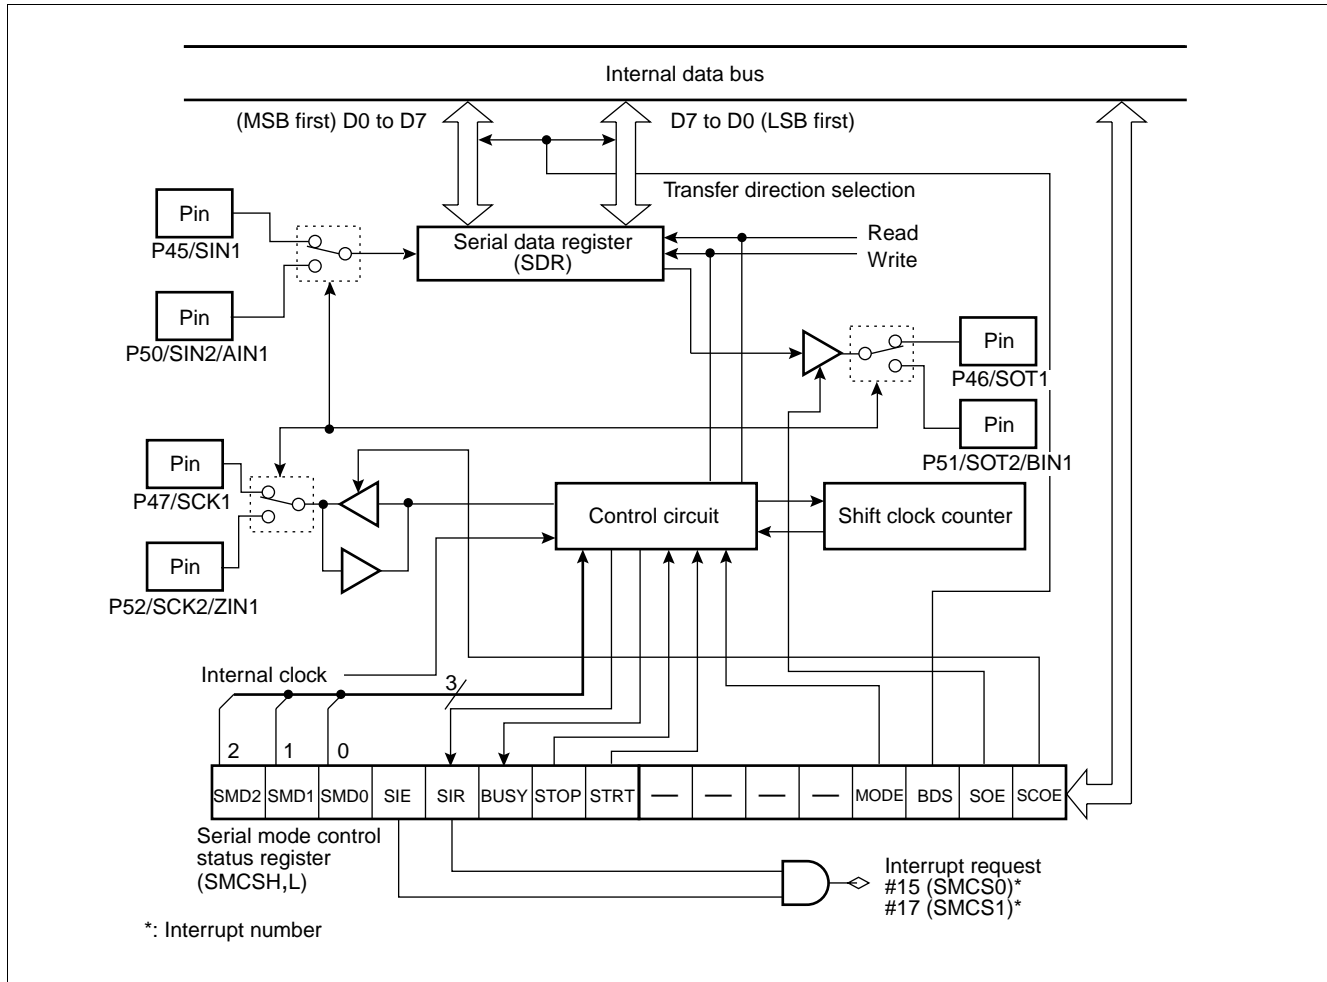 Internal data bus
(MSB first) D0 to D7
D7 to D0 (LSB first)
Transfer direction selection
Pin
P45/SIN1
Serial data register
(SDR)
Read
Write
Pin
P50/SIN2/AIN1
Pin
P46/SOT1
Pin
P51/SOT2/BIN1
Pin
P47/SCK1
Control circuit
Shift clock counter
Pin
P52/SCK2/ZIN1
Internal clock
3
2 1 0
SMD2 SMD1 SMD0 SIE SIR BUSY STOP STRT — — — — MODE BDS SOE SCOE
Serial mode control
status register
(SMCSH,L)
Interrupt request
#15 (SMCS0)*
#17 (SMCS1)*
*: Interrupt number